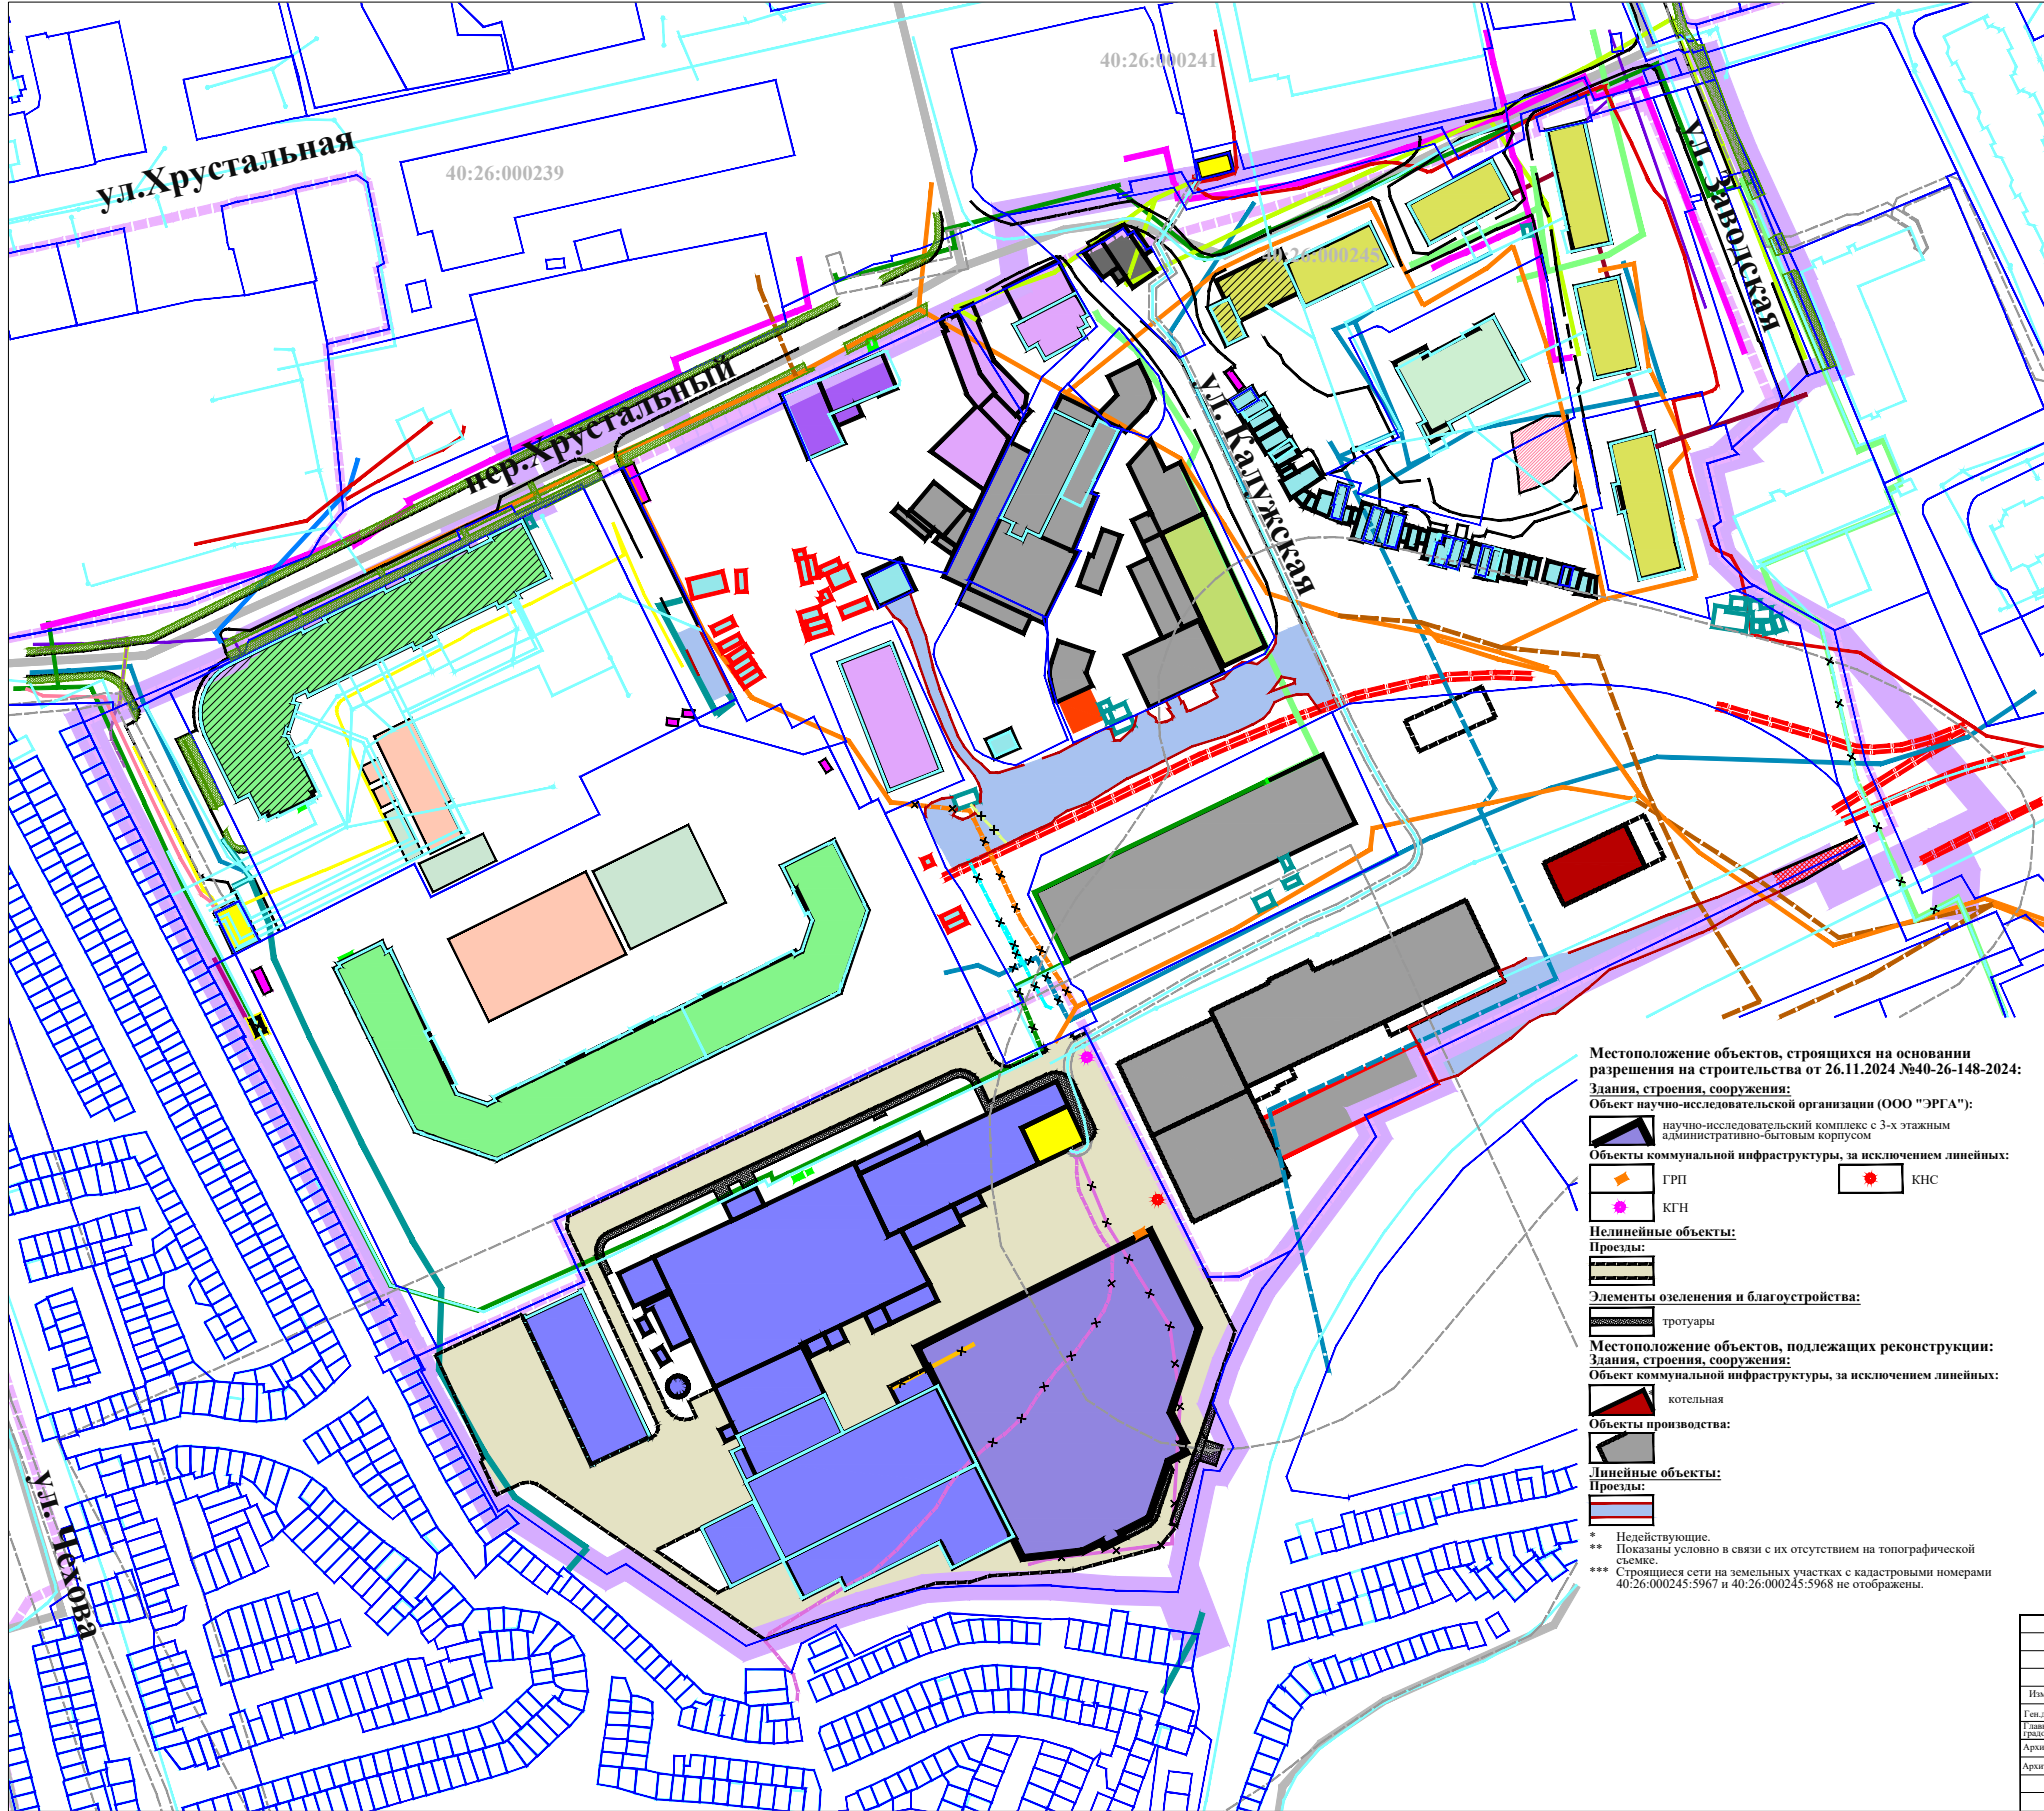 40:26:000241
ул.Хрустальная
40:26:000239
ул. Заводская
40:26:000245
пер.Хрустальный
ул. Калужская
ул. Чехова
Местоположение объектов, строящихся на основании
разрешения на строительства от 26.11.2024 №40-26-148-2024:
Здания, строения, сооружения:
Объект научно-исследовательской организации (ООО "ЭРГА"):
научно-исследовательский комплекс с 3-х этажным
административно-бытовым корпусом
Объекты коммунальной инфраструктуры, за исключением линейных:
ГРП
КНС
КГН
Нелинейные объекты:
Проезды:
Элементы озеленения и благоустройства:
тротуары
Местоположение объектов, подлежащих реконструкции:
Здания, строения, сооружения:
Объект коммунальной инфраструктуры, за исключением линейных:
*
котельная
Объекты производства:
Линейные объекты:
Проезды:
* Недействующие.
** Показаны условно в связи с их отсутствием на топографической
съемке.
*** Строящиеся сети на земельных участках с кадастровыми номерами
40:26:000245:5967 и 40:26:000245:5968 не отображены.